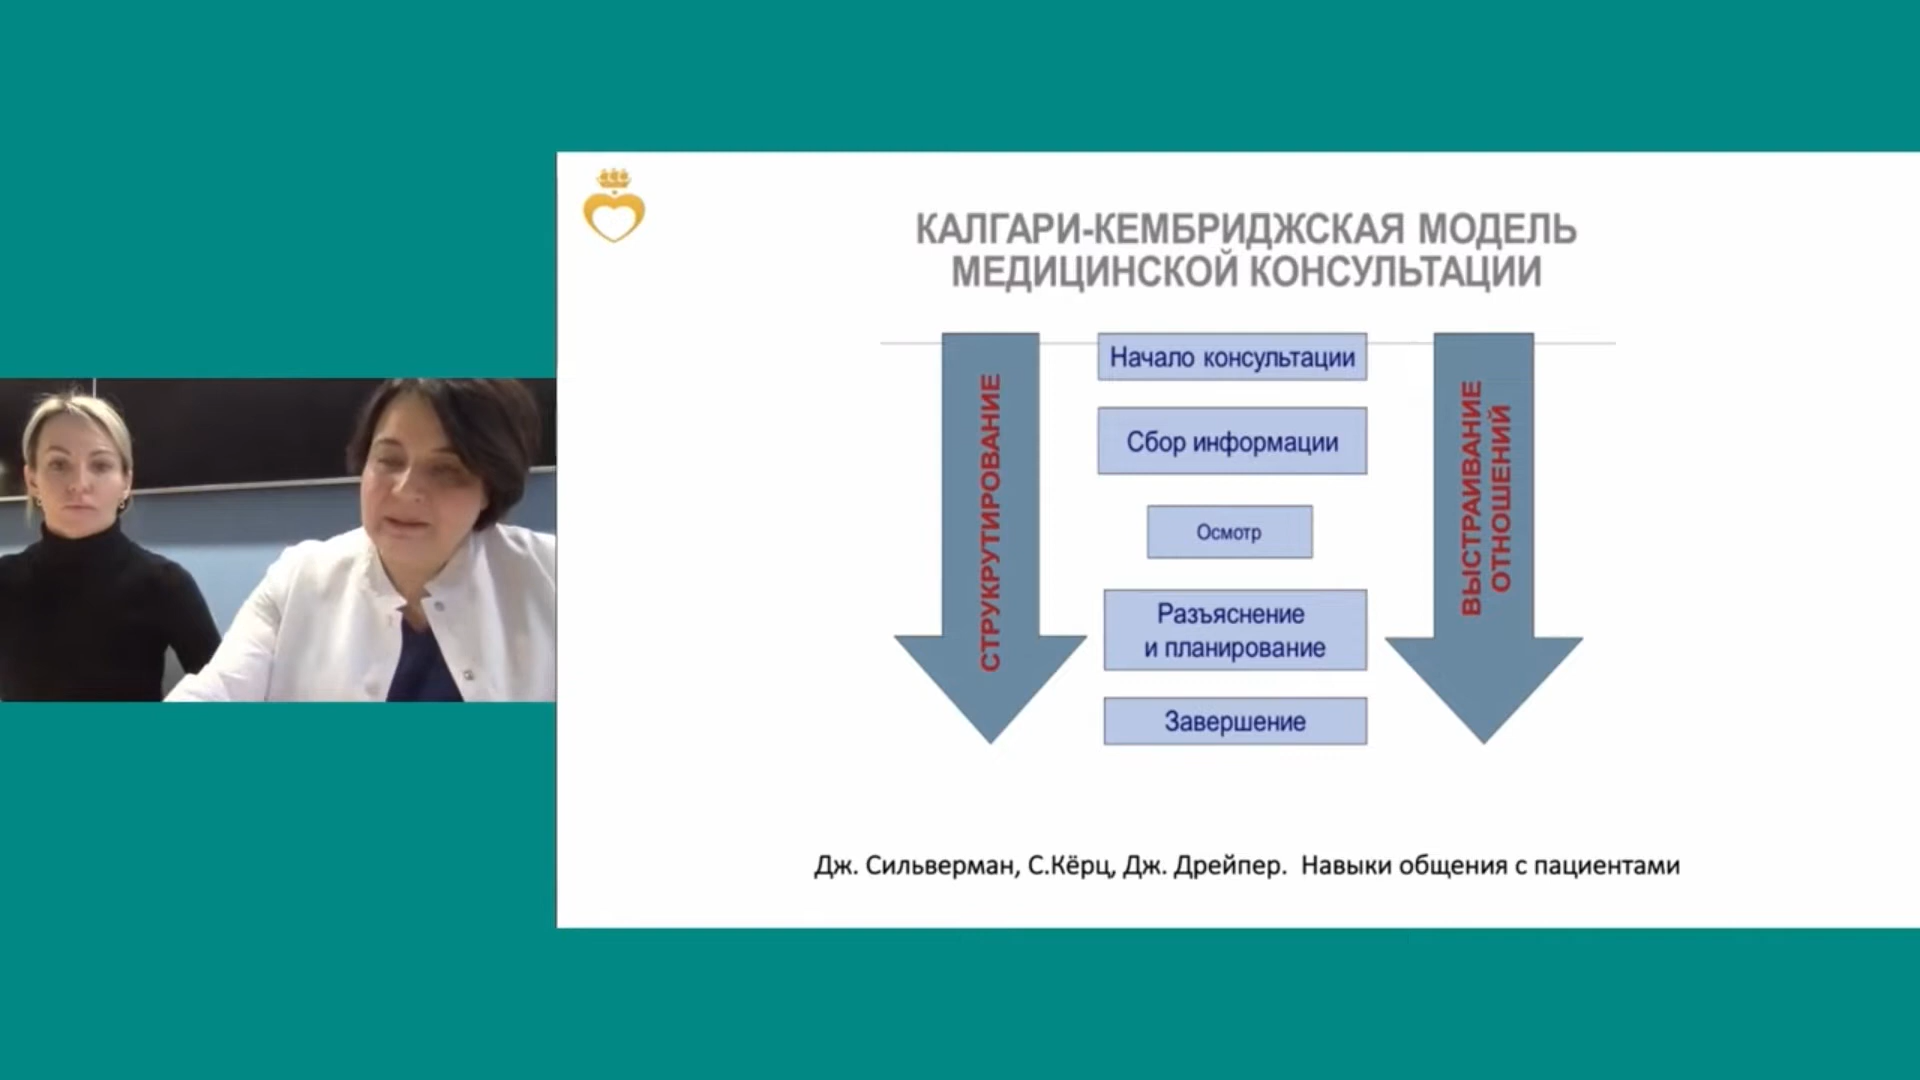 КАЛГАРИ-КЕМБРИДЖСКАЯ МОДЕЛЬ
МЕДИЦИНСКОЙ КОНСУЛЬТАЦИИ
СТРУКРУТИРОВАНИЕ
Начало консультации
Сбор информации
Осмотр
Разъяснение
и планирование
Завершение
ВЫСТРАИВАНИЕ
ОТНОШЕНИЙ
Дж. Сильверман, С.Кёрц, Дж. Дрейпер. Навыки общения с пациентами